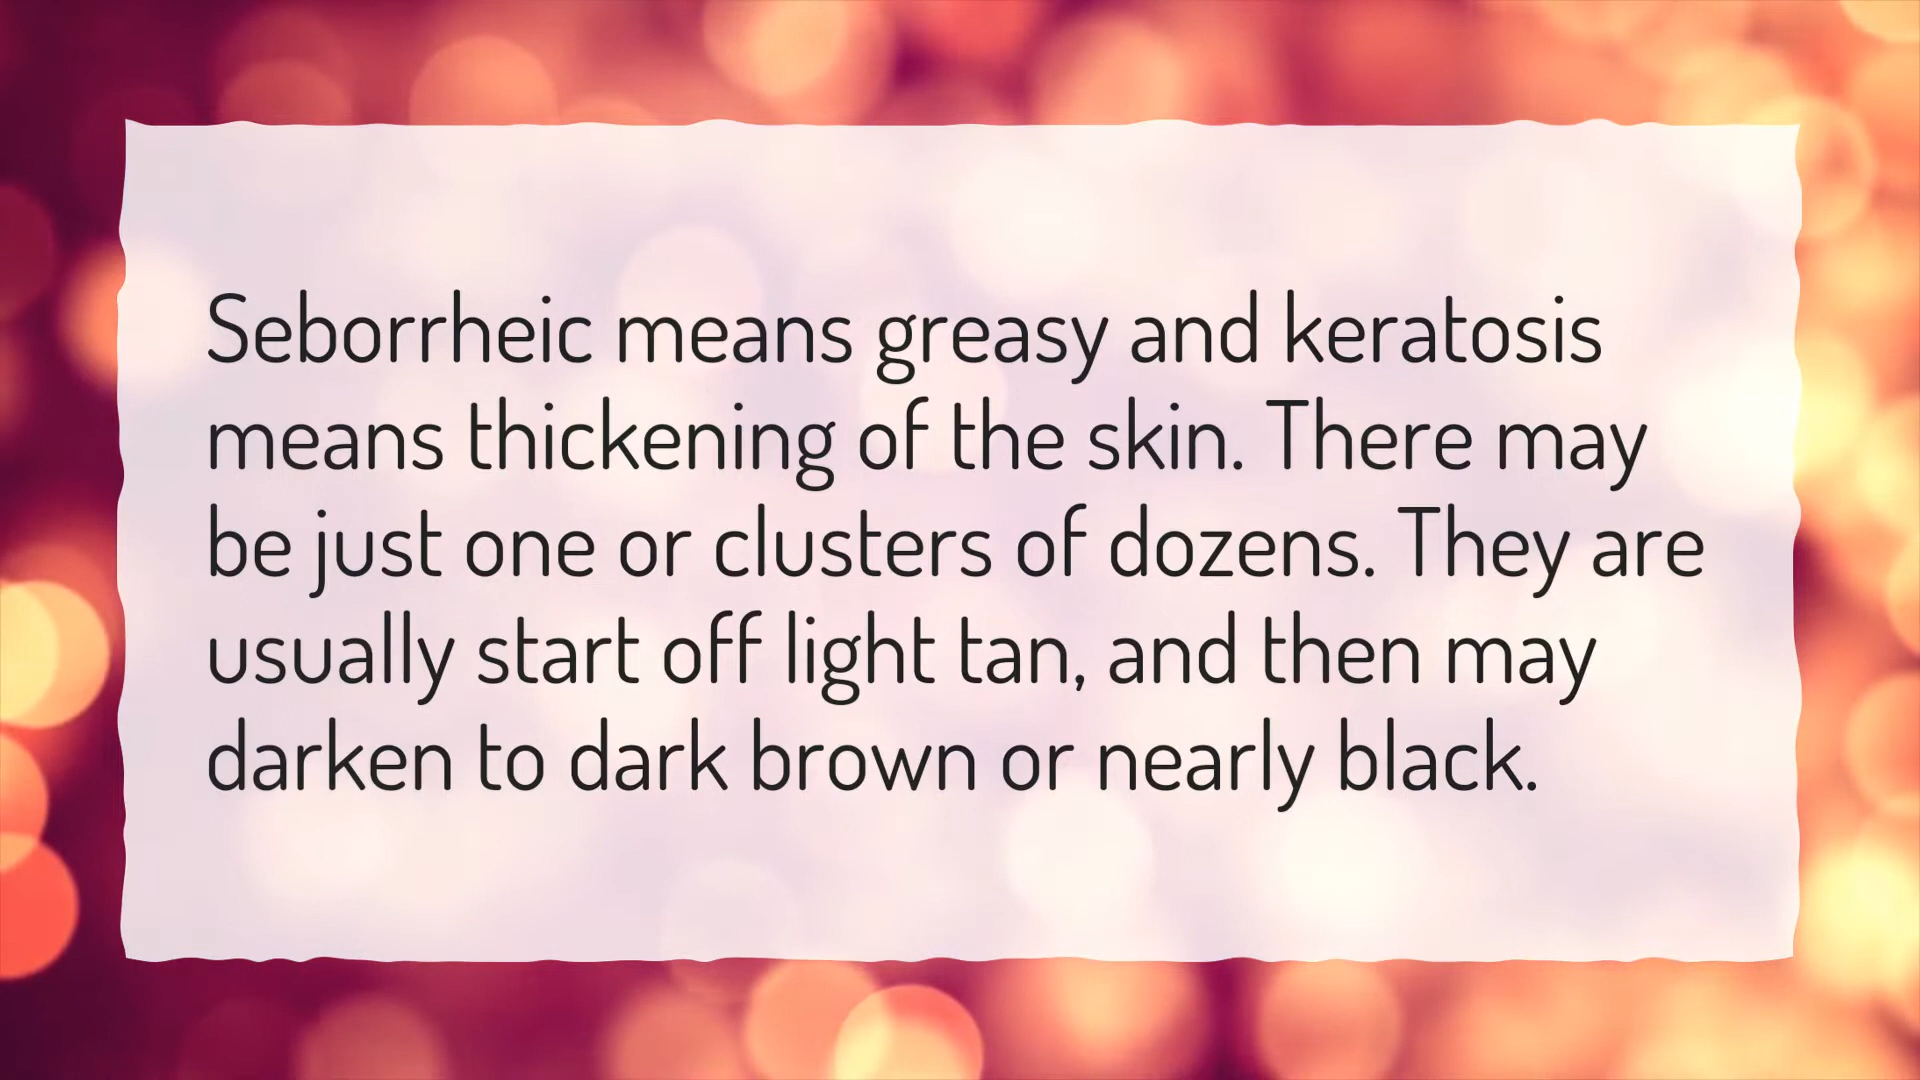 Seborrheic means greasy and keratosis
means thickening of the skin. There may
be just one or clusters of dozens. They are
usually start off light tan, and then may
darken to dark brown or nearly black.